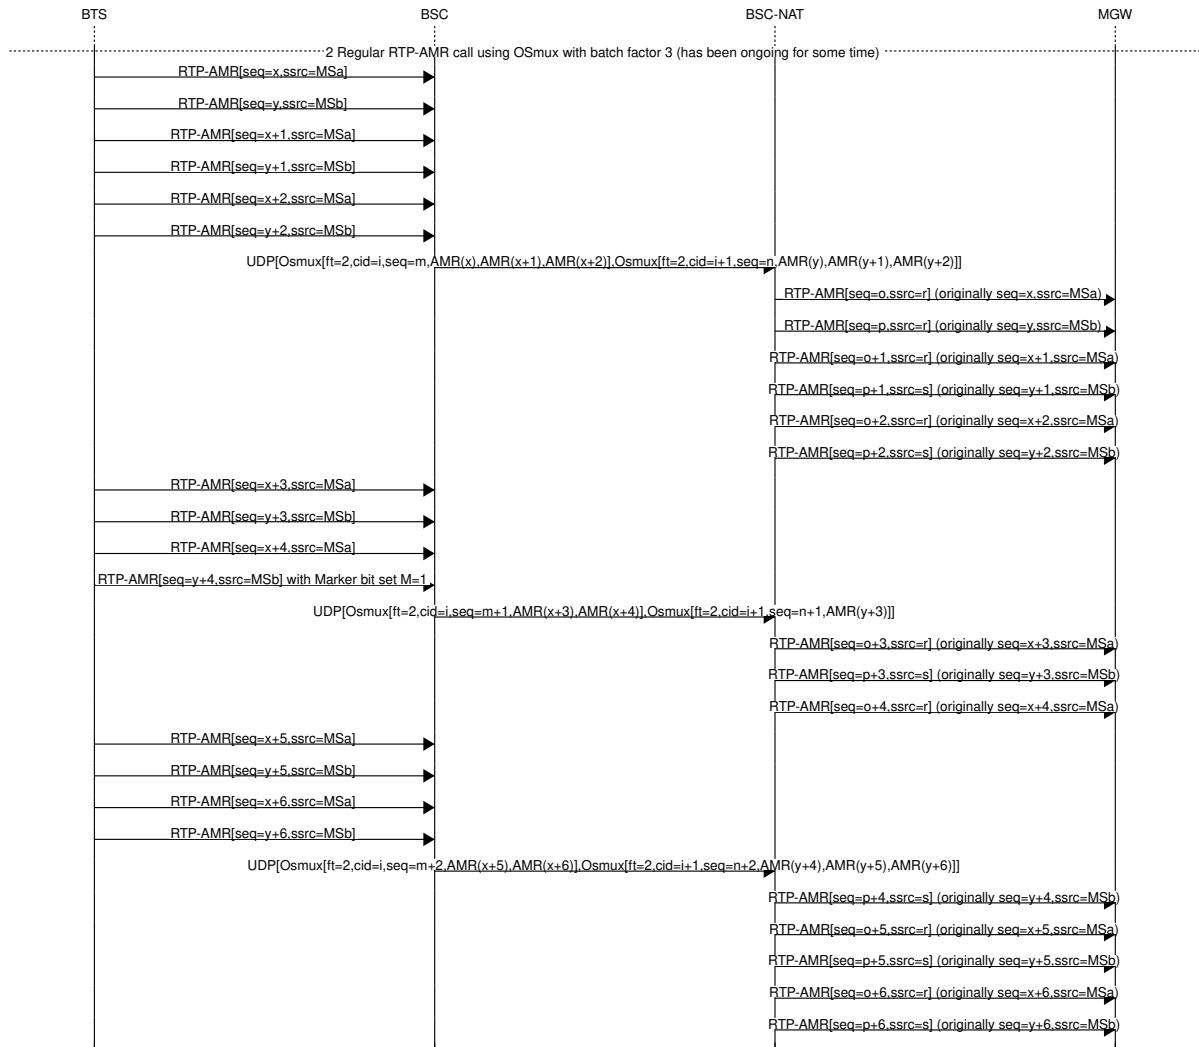 BTS BSC BSC-NAT MGW
2 Regular RTP-AMR call using OSmux with batch factor 3 (has been ongoing for some time)
RTP-AMR[seq=x,ssrc=MSa]
RTP-AMR[seq=y,ssrc=MSb]
RTP-AMR[seq=x+1,ssrc=MSa]
RTP-AMR[seq=y+1,ssrc=MSb]
RTP-AMR[seq=x+2,ssrc=MSa]
RTP-AMR[seq=y+2,ssrc=MSb]
UDP[Osmux[ft=2,cid=i,seq=m,AMR(x),AMR(x+1),AMR(x+2)],Osmux[ft=2,cid=i+1,seq=n,AMR(y),AMR(y+1),AMR(y+2)]]
RTP-AMR[seq=o,ssrc=r] (originally seq=x,ssrc=MSa)
RTP-AMR[seq=p,ssrc=r] (originally seq=y,ssrc=MSb)
RTP-AMR[seq=o+1,ssrc=r] (originally seq=x+1,ssrc=MSa)
RTP-AMR[seq=p+1,ssrc=s] (originally seq=y+1,ssrc=MSb)
RTP-AMR[seq=o+2,ssrc=r] (originally seq=x+2,ssrc=MSa)
RTP-AMR[seq=p+2,ssrc=s] (originally seq=y+2,ssrc=MSb)
RTP-AMR[seq=x+3,ssrc=MSa]
RTP-AMR[seq=y+3,ssrc=MSb]
RTP-AMR[seq=x+4,ssrc=MSa]
RTP-AMR[seq=y+4,ssrc=MSb] with Marker bit set M=1
UDP[Osmux[ft=2,cid=i,seq=m+1,AMR(x+3),AMR(x+4)],Osmux[ft=2,cid=i+1,seq=n+1,AMR(y+3)]]
RTP-AMR[seq=o+3,ssrc=r] (originally seq=x+3,ssrc=MSa)
RTP-AMR[seq=p+3,ssrc=s] (originally seq=y+3,ssrc=MSb)
RTP-AMR[seq=o+4,ssrc=r] (originally seq=x+4,ssrc=MSa)
RTP-AMR[seq=x+5,ssrc=MSa]
RTP-AMR[seq=y+5,ssrc=MSb]
RTP-AMR[seq=x+6,ssrc=MSa]
RTP-AMR[seq=y+6,ssrc=MSb]
UDP[Osmux[ft=2,cid=i,seq=m+2,AMR(x+5),AMR(x+6)],Osmux[ft=2,cid=i+1,seq=n+2,AMR(y+4),AMR(y+5),AMR(y+6)]]
RTP-AMR[seq=p+4,ssrc=s] (originally seq=y+4,ssrc=MSb)
RTP-AMR[seq=o+5,ssrc=r] (originally seq=x+5,ssrc=MSa)
RTP-AMR[seq=p+5,ssrc=s] (originally seq=y+5,ssrc=MSb)
RTP-AMR[seq=o+6,ssrc=r] (originally seq=x+6,ssrc=MSa)
RTP-AMR[seq=p+6,ssrc=s] (originally seq=y+6,ssrc=MSb)